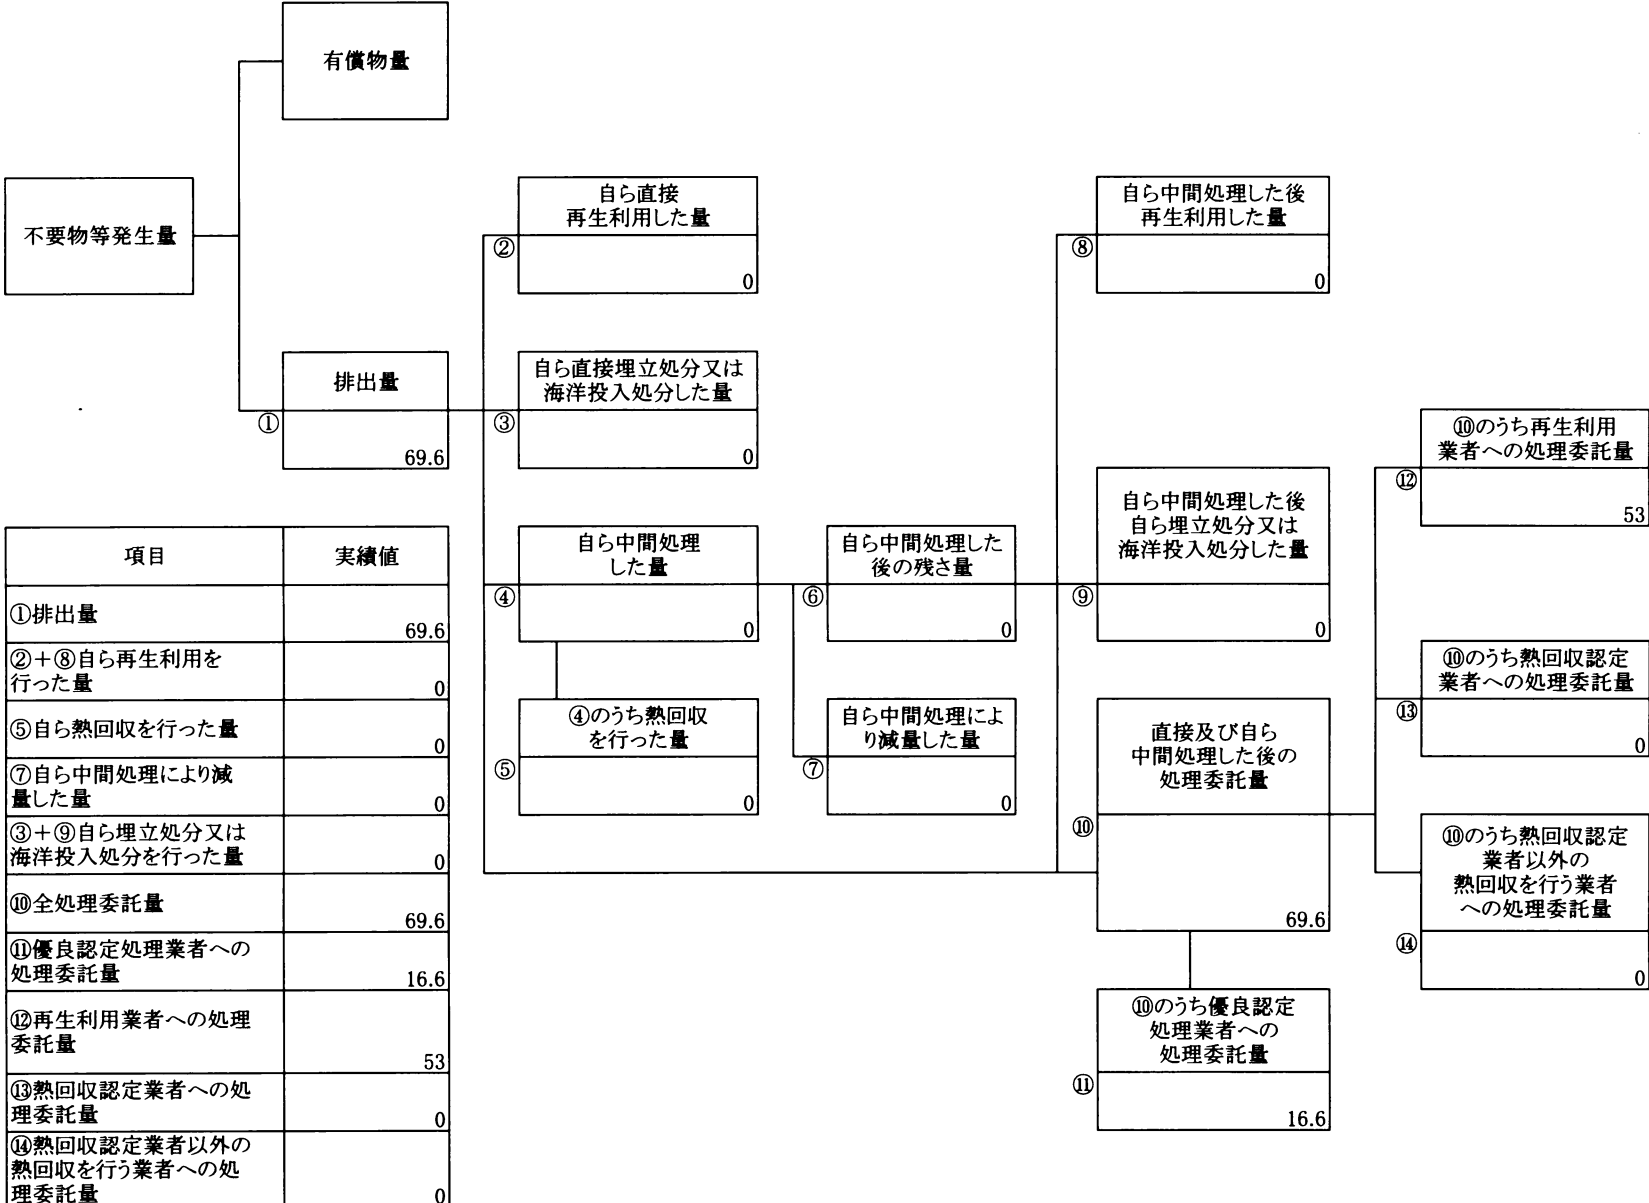 有償物量
不要物等発生量
①
排出量
69.6
②
自ら直接
再生利用した量
0
③
自ら直接埋立処分又は
海洋投入処分した量
0
④
自ら中間処理
した量
0
⑤
④のうち熱回収
を行った量
0
⑥
自ら中間処理した
後の残さ量
0
⑦
自ら中間処理によ
り減量した量
0
⑧
自ら中間処理した後
再生利用した量
0
⑨
自ら中間処理した後
自ら埋立処分又は
海洋投入処分した量
0
⑩
直接及び自ら
中間処理した後の
処理委託量
69.6
⑪
⑩のうち優良認定
処理業者への
処理委託量
16.6
⑫
⑩のうち再生利用
業者への処理委託量
53
⑬
⑩のうち熱回収認定
業者への処理委託量
0
⑭
⑩のうち熱回収認定
業者以外の
熱回収を行う業者
への処理委託量
0
項目 実績値
①排出量
69.6
②＋⑧自ら再生利用を
行った量
0
⑤自ら熱回収を行った量
0
⑦自ら中間処理により減
量した量
0
③＋⑨自ら埋立処分又は
海洋投入処分を行った量
0
⑩全処理委託量
69.6
⑪優良認定処理業者への
処理委託量
16.6
⑫再生利用業者への処理
委託量
53
⑬熱回収認定業者への処
理委託量
0
⑭熱回収認定業者以外の
熱回収を行う業者への処
理委託量
0